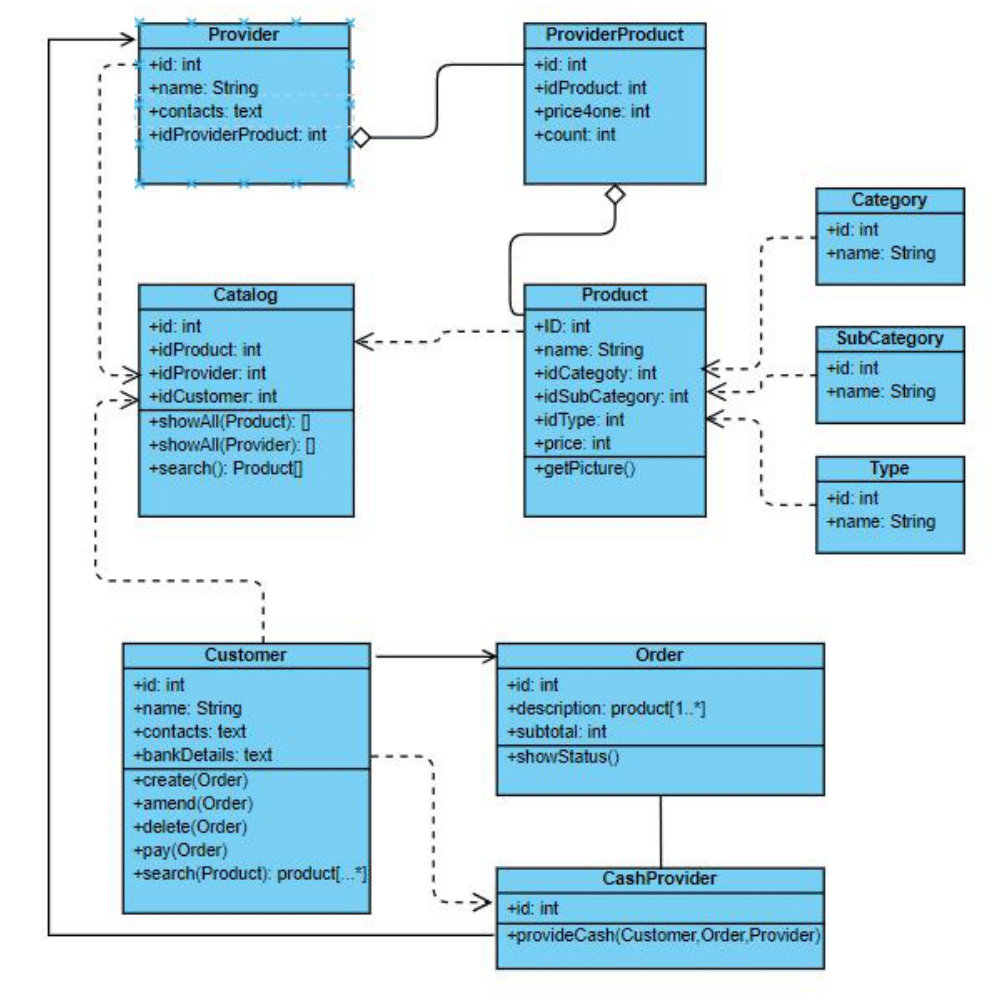 Provider
+id: int
+name: String
+contacts: text
+idProviderProduct: int
ProviderProduct
+id: int
+idProduct: int
+price4one: int
+count: int
Category
+id: int
+name: String
Catalog
+id: int
+idProduct: int
+idProvider: int
+idCustomer: int
+showAll(Product): []
+showAll(Provider): []
+search(): Product[]
Product
+ID: int
+name: String
+idCategoty: int
+idSubCategory: int
+idType: int
+price: int
+getPicture()
SubCategory
+id: int
+name: String
Type
+id: int
+name: String
Customer
+id: int
+name: String
+contacts: text
+bankDetails: text
+create(Order)
+amend(Order)
+delete(Order)
+pay(Order)
+search(Product): product[...*]
Order
+id: int
+description: product[1..*]
+subtotal: int
+showStatus()
CashProvider
+id: int
+provideCash(Customer,Order,Provider)